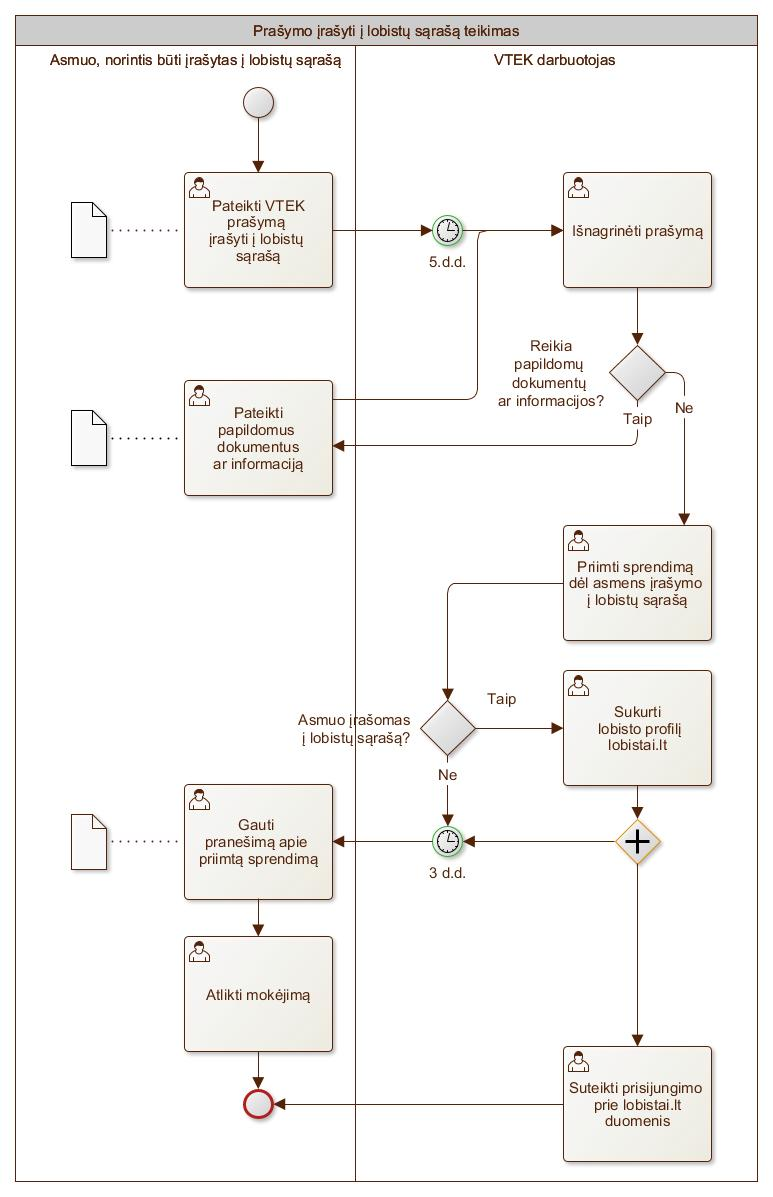 Prašymo įrašyti į lobistų sąrašą teikimas
Asmuo, norintis būti įrašytas į lobistų sąrašą
VTEK darbuotojas
Pateikti VTEK
prašymą
įrašyti į lobistų
sąrašą
5.d.d.
Išnagrinėti prašymą
Reikia
papildomų
dokumentų
ar informacijos?
Taip
Ne
Pateikti
papildomus
dokumentus
ar informaciją
Priimti sprendimą
dėl asmens įrašymo
į lobistų sąrašą
Asmuo įrašomas
į lobistų sąrašą?
Taip
Ne
Sukurti
lobisto profilį
lobistai.lt
Gauti
pranešimą apie
priimtą sprendimą
3 d.d.
Atlikti mokėjimą
Suteikti prisijungimo
prie lobistai.lt
duomenis